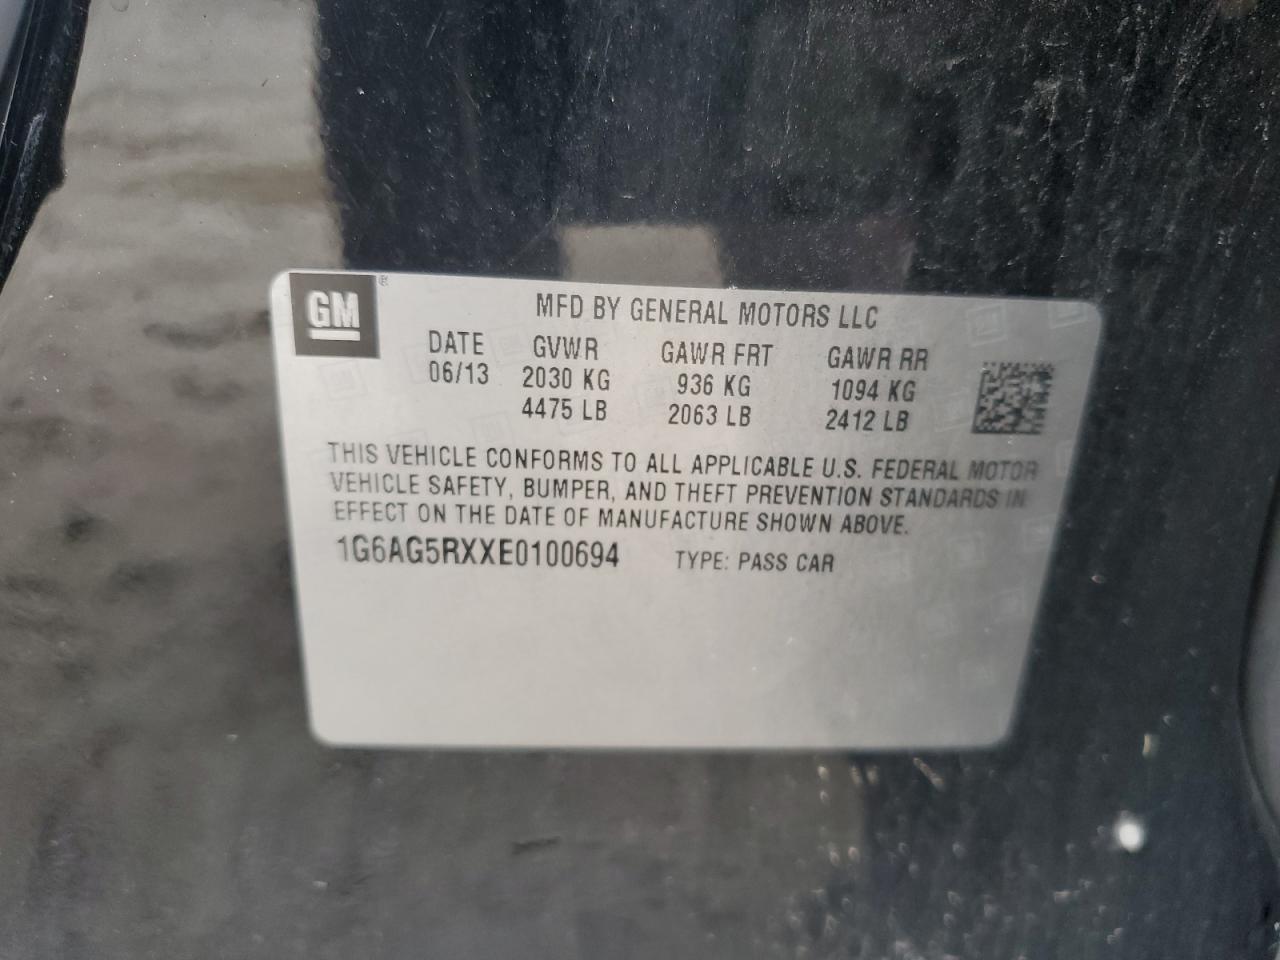 GM ®
MFD BY GENERAL MOTORS LLC
DATE GVWR GAWR FRT GAWR RR
06/13 2030 KG 936 KG 1094 KG
4475 LB 2063 LB 2412 LB
THIS VEHICLE CONFORMS TO ALL APPLICABLE U.S. FEDERAL MOTOR
VEHICLE SAFETY, BUMPER, AND THEFT PREVENTION STANDARDS IN
EFFECT ON THE DATE OF MANUFACTURE SHOWN ABOVE.
1G6AG5RXXE0100694 TYPE: PASS CAR